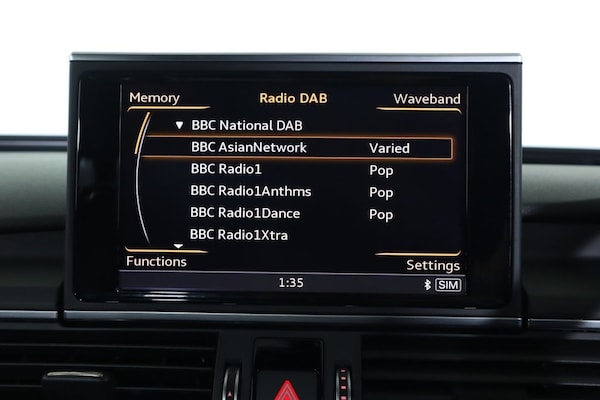 Memory Radio DAB Waveband
▼ BBC National DAB
BBC AsianNetwork Varied
BBC Radio1 Pop
BBC Radio1Anthms Pop
BBC Radio1Dance Pop
BBC Radio1Xtra
Functions Settings
1:35 SIM